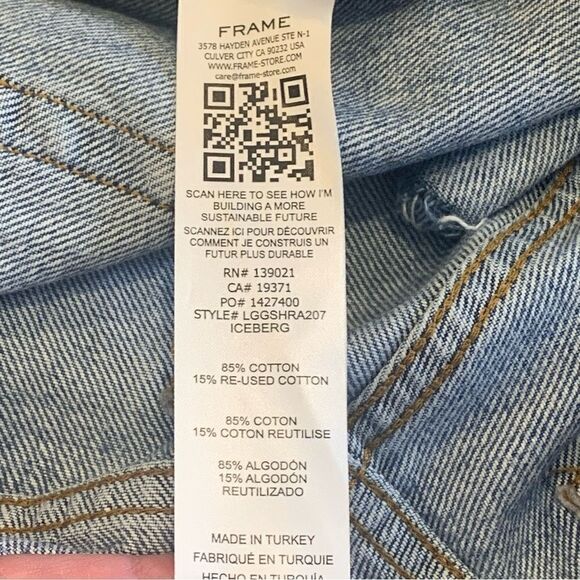 FRAME
3578 HAYDEN AVENUE STE N-1
CULVER CITY CA 90232 USA
WWW.FRAME-STORE.COM
care@frame-store.com
SCAN HERE TO SEE HOW I'M
BUILDING A MORE
SUSTAINABLE FUTURE
SCANNEZ ICI POUR DÉCOUVRIR
COMMENT JE CONSTRUIS UN
FUTUR PLUS DURABLE
RN# 139021
CA# 19371
PO# 1427400
STYLE# LGGSHRA207
ICEBERG
85% COTTON
15% RE-USED COTTON
85% COTON
15% COTON REUTILISE
85% ALGODÓN
15% ALGODÓN
REUTILIZADO
MADE IN TURKEY
FABRIQUÉ EN TURQUIE
HECHO EN TURQUÍA